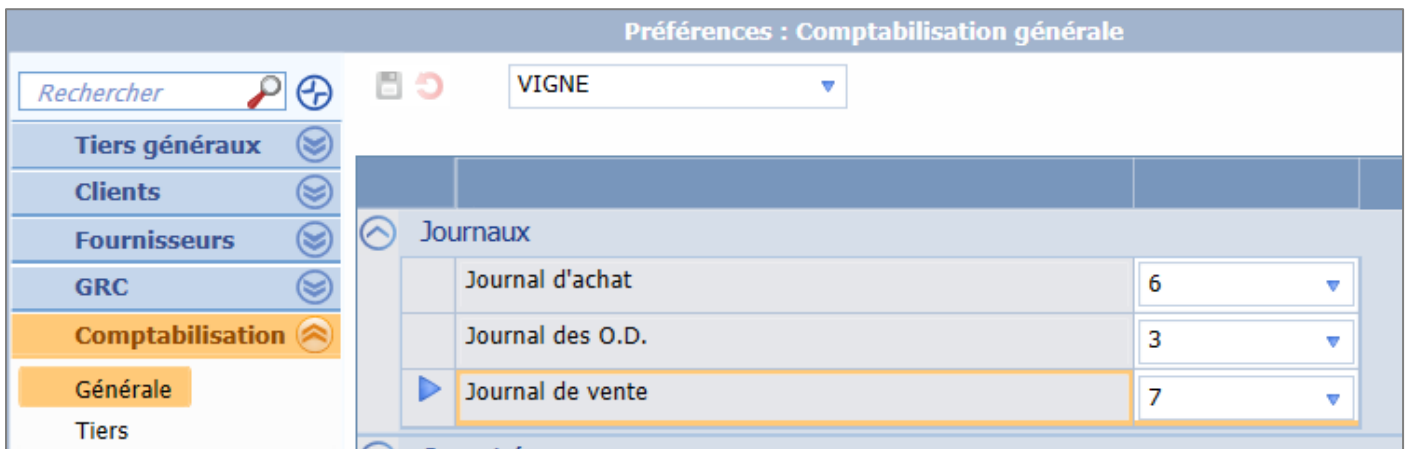 Préférences : Comptabilisation générale
Rechercher
VIGNE
Tiers généraux
Clients
Fournisseurs
GRC
Comptabilisation
Générale
Tiers
Journaux
Journal d'achat 6
Journal des O.D. 3
Journal de vente 7